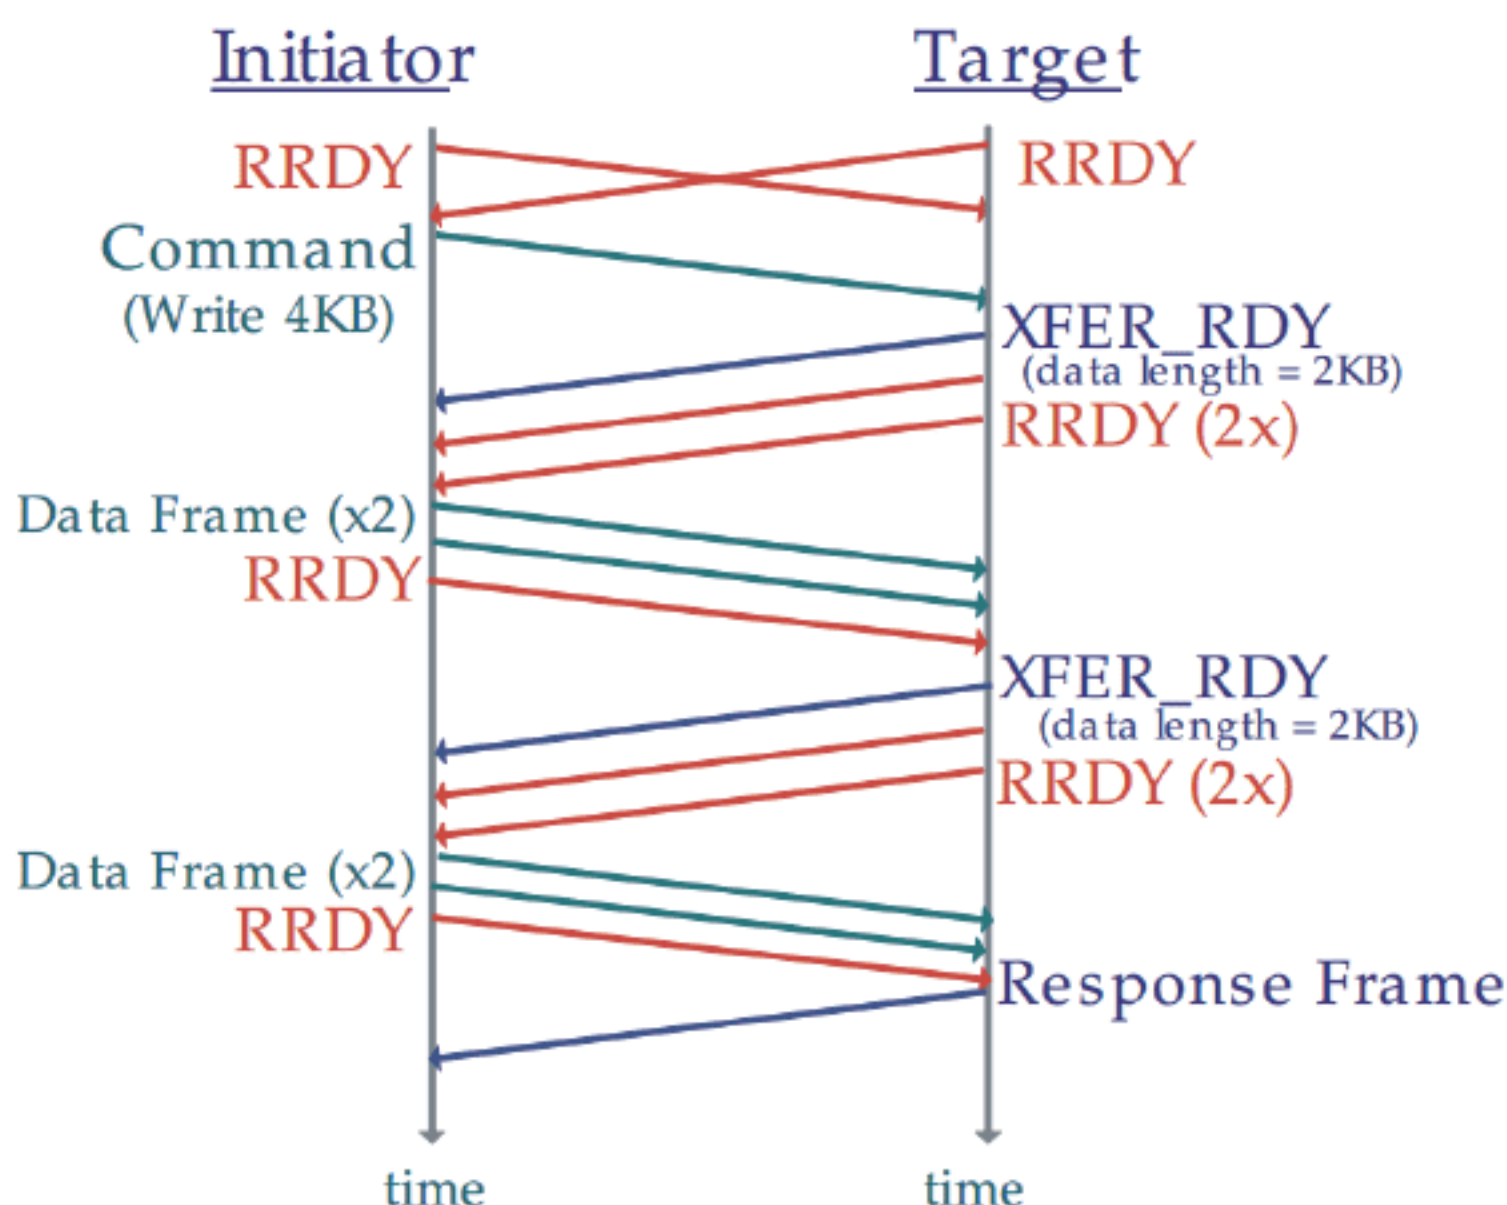 Initiator
Target
RRDY
RRDY
Command
(Write 4KB)
XFER_RDY
(data length = 2KB)
RRDY (2x)
Data Frame (x2)
RRDY
XFER_RDY
(data length = 2KB)
RRDY (2x)
Data Frame (x2)
RRDY
Response Frame
time
time